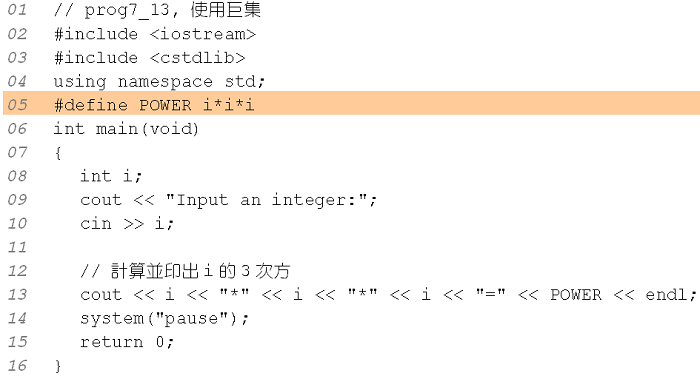 01 // prog7_13, 使用巨集
02 #include <iostream>
03 #include <cstdlib>
04 using namespace std;
05 #define POWER i*i*i
06 int main(void)
07 {
08 int i;
09 cout << "Input an integer:";
10 cin >> i;
11
12 // 計算並印出 i 的 3 次方
13 cout << i << "*" << i << "*" << i << "=" << POWER << endl;
14 system("pause");
15 return 0;
16 }